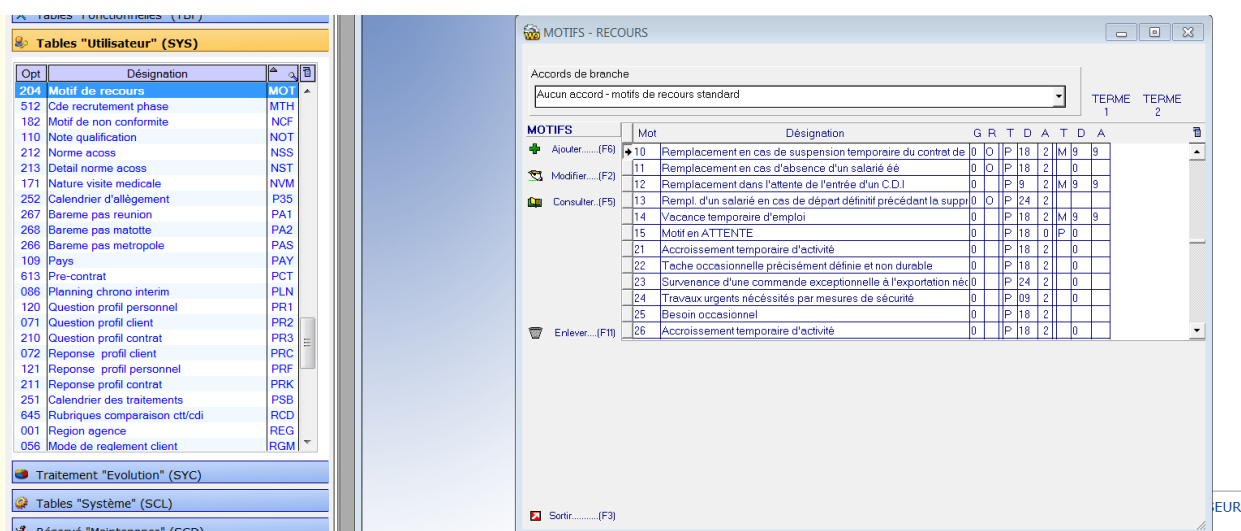 Tables "Fonctionnelles" (TBF)
Tables "Utilisateur" (SYS)
Opt Désignation
204 Motif de recours MOT
512 Cde recrutement phase MTH
182 Motif de non conformite NCF
110 Note qualification NOT
212 Norme acoss NSS
213 Detail norme acoss NST
171 Nature visite medicale NVM
252 Calendrier d'allègement P35
267 Bareme pas reunion PA1
268 Bareme pas matotte PA2
266 Bareme pas metropole PAS
109 Pays PAY
613 Pre-contrat PCT
086 Planning chrono interim PLN
120 Question profil personnel PR1
071 Question profil client PR2
210 Question profil contrat PR3
072 Reponse profil client PRC
121 Reponse profil personnel PRF
211 Reponse profil contrat PRK
251 Calendrier des traitements PSB
645 Rubriques comparaison ctt/cdi RCD
001 Region agence REG
056 Mode de reglement client RGM
Traitement "Evolution" (SYC)
Tables "Système" (SCL)
Réservé "Maintenance" (SCD)
MOTIFS - RECOURS
Accords de branche
Aucun accord - motifs de recours standard
TERME 1 TERME 2
MOTIFS
Ajouter.......(F6)
Modifier.....(F2)
Consulter..(F5)
Enlever....(F11)
Mot Désignation G R T D A T D A
10 Remplacement en cas de suspension temporaire du contrat de 0 O P 18 2 M 9 9
11 Remplacement en cas d'absence d'un salarié éé 0 O P 18 2 0
12 Remplacement dans l'attente de l'entrée d'un C.D.I 0 P 9 2 M 9 9
13 Rempl. d'un salarié en cas de départ définitif précédant la suppr 0 O P 24 2
14 Vacance temporaire d'emploi 0 P 18 2 M 9 9
15 Motif en ATTENTE 0 P 18 0 P 0
21 Accroissement temporaire d'activité 0 P 18 2 0
22 Tache occasionnelle précisément définie et non durable 0 P 18 2 0
23 Survenance d'une commande exceptionnelle à l'exportation néc 0 P 24 2 0
24 Travaux urgents nécéssités par mesures de sécurité 0 P 09 2 0
25 Besoin occasionnel 0 P 18 2
26 Accroissement temporaire d'activité 0 P 18 2 0
Sortir..........(F3)
EUR